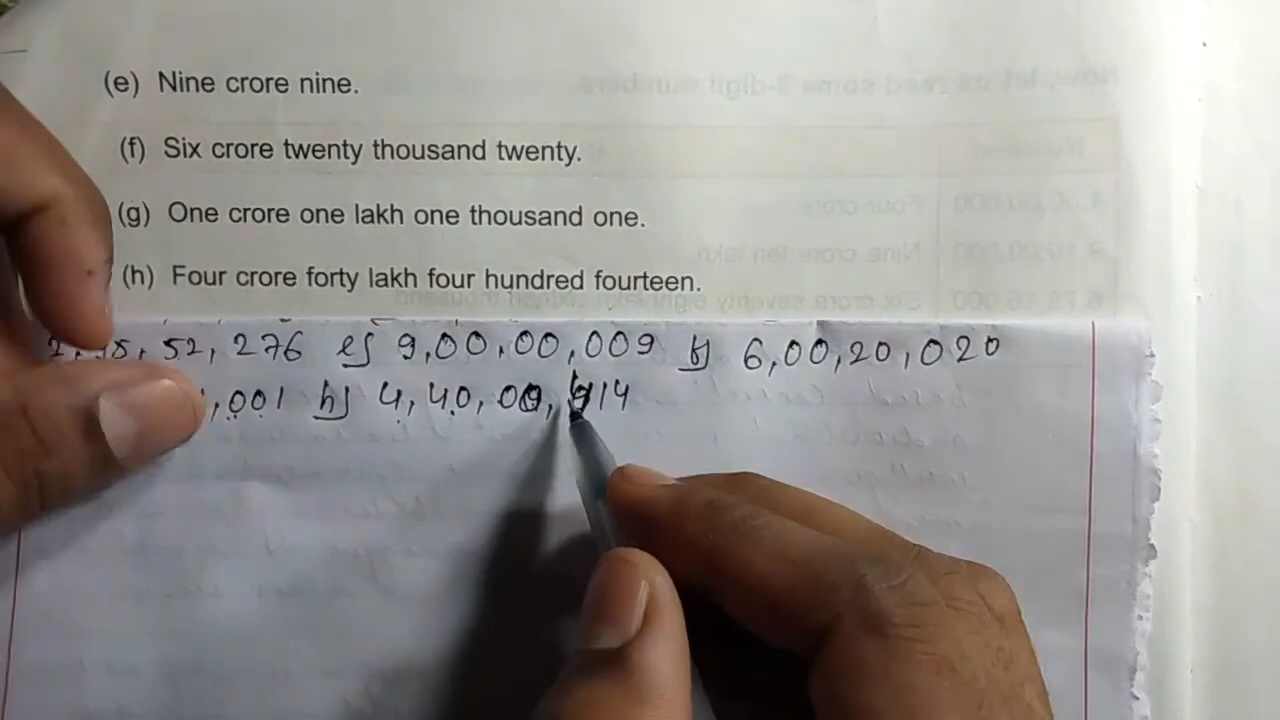 (e) Nine crore nine.
(f) Six crore twenty thousand twenty.
(g) One crore one lakh one thousand one.
(h) Four crore forty lakh four hundred fourteen.
52, 276 e) 9,00,00,009 f) 6,00,20,020
,001 h) 4,40,00,414